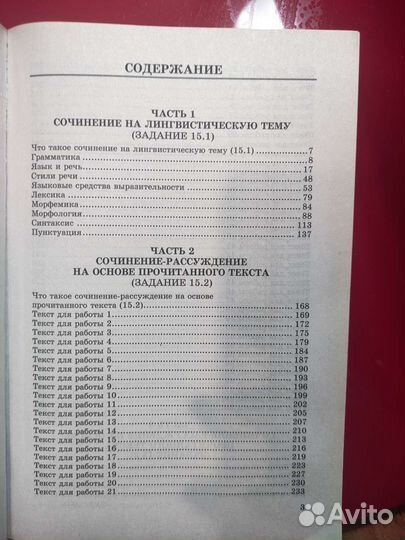 СОДЕРЖАНИЕ
ЧАСТЬ 1
СОЧИНЕНИЕ НА ЛИНГВИСТИЧЕСКУЮ ТЕМУ
(ЗАДАНИЕ 15.1)
Что такое сочинение на лингвистическую тему (15.1) 7
Грамматика 8
Язык и речь 17
Стили речи 48
Языковые средства выразительности 53
Лексика 79
Морфемика 84
Морфология 88
Синтаксис 113
Пунктуация 137
ЧАСТЬ 2
СОЧИНЕНИЕ-РАССУЖДЕНИЕ
НА ОСНОВЕ ПРОЧИТАННОГО ТЕКСТА
(ЗАДАНИЕ 15.2)
Что такое сочинение-рассуждение на основе
прочитанного текста (15.2) 168
Текст для работы 1 169
Текст для работы 2 172
Текст для работы 3 175
Текст для работы 4 179
Текст для работы 5 184
Текст для работы 6 187
Текст для работы 7 190
Текст для работы 8 193
Текст для работы 9 196
Текст для работы 10 199
Текст для работы 11 202
Текст для работы 12 205
Текст для работы 13 207
Текст для работы 14 210
Текст для работы 15 213
Текст для работы 16 216
Текст для работы 17 219
Текст для работы 18 223
Текст для работы 19 227
Текст для работы 20 230
Текст для работы 21 233
3
Avito